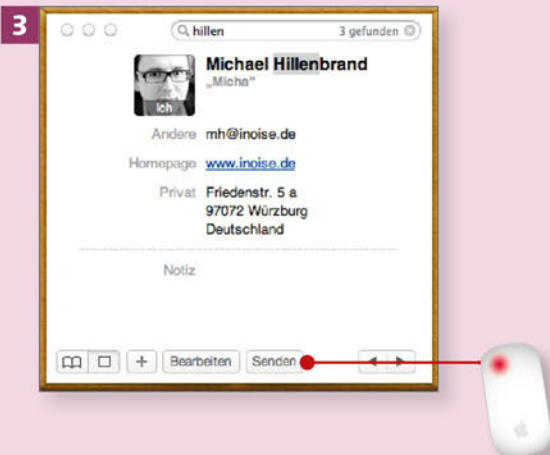 3
hillen 3 gefunden
Michael Hillenbrand
„Micha“
Ich
Andere mh@inoise.de
Homepage www.inoise.de
Privat Friedenstr. 5 a
97072 Würzburg
Deutschland
Notiz
+ Bearbeiten Senden